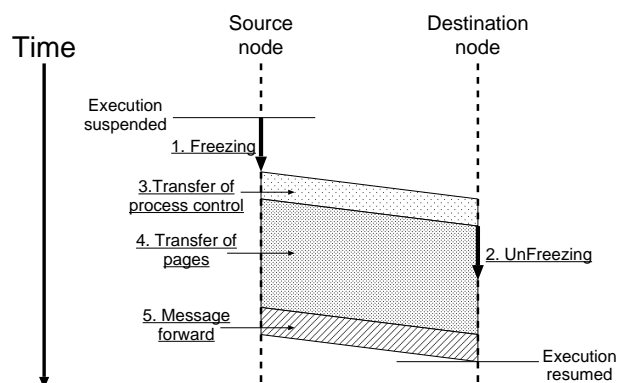 Time
Source
node
Destination
node
Execution
suspended
1. Freezing
3.Transfer of
process control
4. Transfer of
pages
2. UnFreezing
5. Message
forward
Execution
resumed